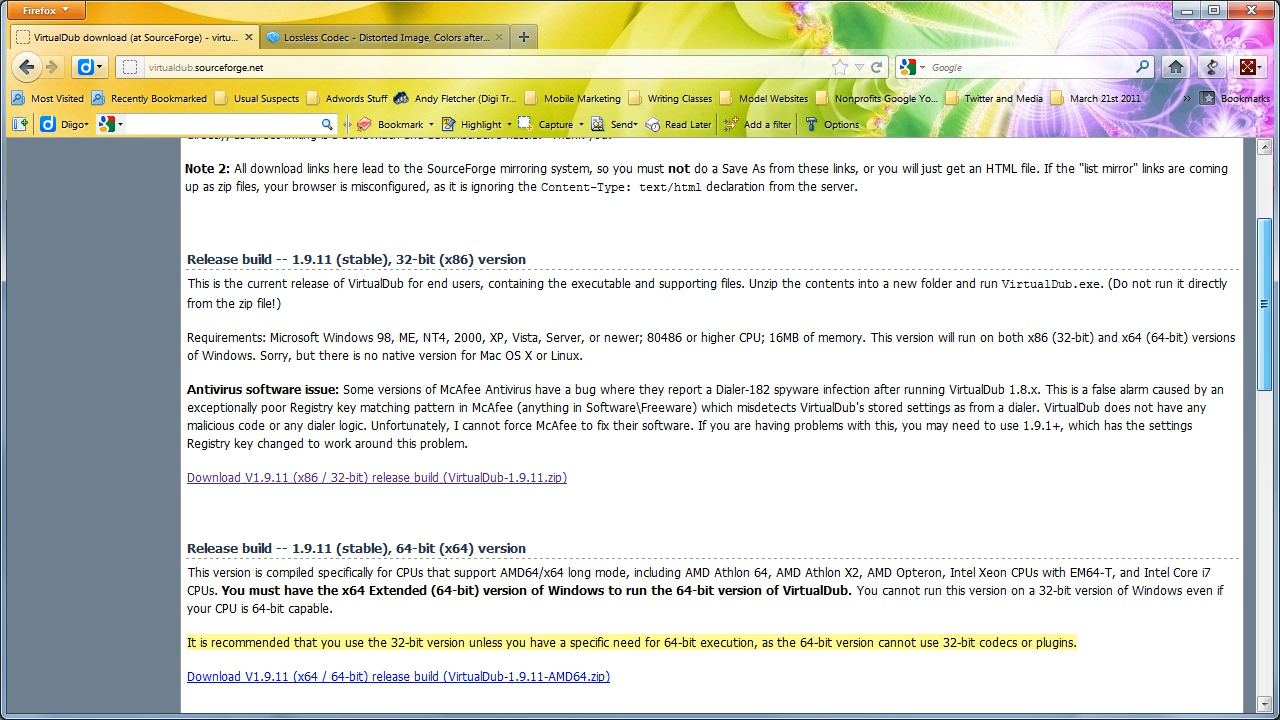 Firefox
VirtualDub download (at SourceForge) - virtu...
Lossless Codec - Distorted Image, Colors after...
virtualdub.sourceforge.net
Google
Most Visited
Recently Bookmarked
Usual Suspects
Adwords Stuff
Andy Fletcher (Digi Tr...
Mobile Marketing
Writing Classes
Model Websites
Nonprofits Google Yo...
Twitter and Media
March 21st 2011
Bookmarks
Diigo
Bookmark
Highlight
Capture
Send
Read Later
Add a filter
Options
Note 2: All download links here lead to the SourceForge mirroring system, so you must not do a Save As from these links, or you will just get an HTML file. If the "list mirror" links are coming
up as zip files, your browser is misconfigured, as it is ignoring the Content-Type: text/html declaration from the server.
Release build -- 1.9.11 (stable), 32-bit (x86) version
This is the current release of VirtualDub for end users, containing the executable and supporting files. Unzip the contents into a new folder and run VirtualDub.exe. (Do not run it directly
from the zip file!)
Requirements: Microsoft Windows 98, ME, NT4, 2000, XP, Vista, Server, or newer; 80486 or higher CPU; 16MB of memory. This version will run on both x86 (32-bit) and x64 (64-bit) versions
of Windows. Sorry, but there is no native version for Mac OS X or Linux.
Antivirus software issue: Some versions of McAfee Antivirus have a bug where they report a Dialer-182 spyware infection after running VirtualDub 1.8.x. This is a false alarm caused by an
exceptionally poor Registry key matching pattern in McAfee (anything in Software\Freeware) which misdetects VirtualDub's stored settings as from a dialer. VirtualDub does not have any
malicious code or any dialer logic. Unfortunately, I cannot force McAfee to fix their software. If you are having problems with this, you may need to use 1.9.1+, which has the settings
Registry key changed to work around this problem.
Download V1.9.11 (x86 / 32-bit) release build (VirtualDub-1.9.11.zip)
Release build -- 1.9.11 (stable), 64-bit (x64) version
This version is compiled specifically for CPUs that support AMD64/x64 long mode, including AMD Athlon 64, AMD Athlon X2, AMD Opteron, Intel Xeon CPUs with EM64-T, and Intel Core i7
CPUs. You must have the x64 Extended (64-bit) version of Windows to run the 64-bit version of VirtualDub. You cannot run this version on a 32-bit version of Windows even if
your CPU is 64-bit capable.
It is recommended that you use the 32-bit version unless you have a specific need for 64-bit execution, as the 64-bit version cannot use 32-bit codecs or plugins.
Download V1.9.11 (x64 / 64-bit) release build (VirtualDub-1.9.11-AMD64.zip)